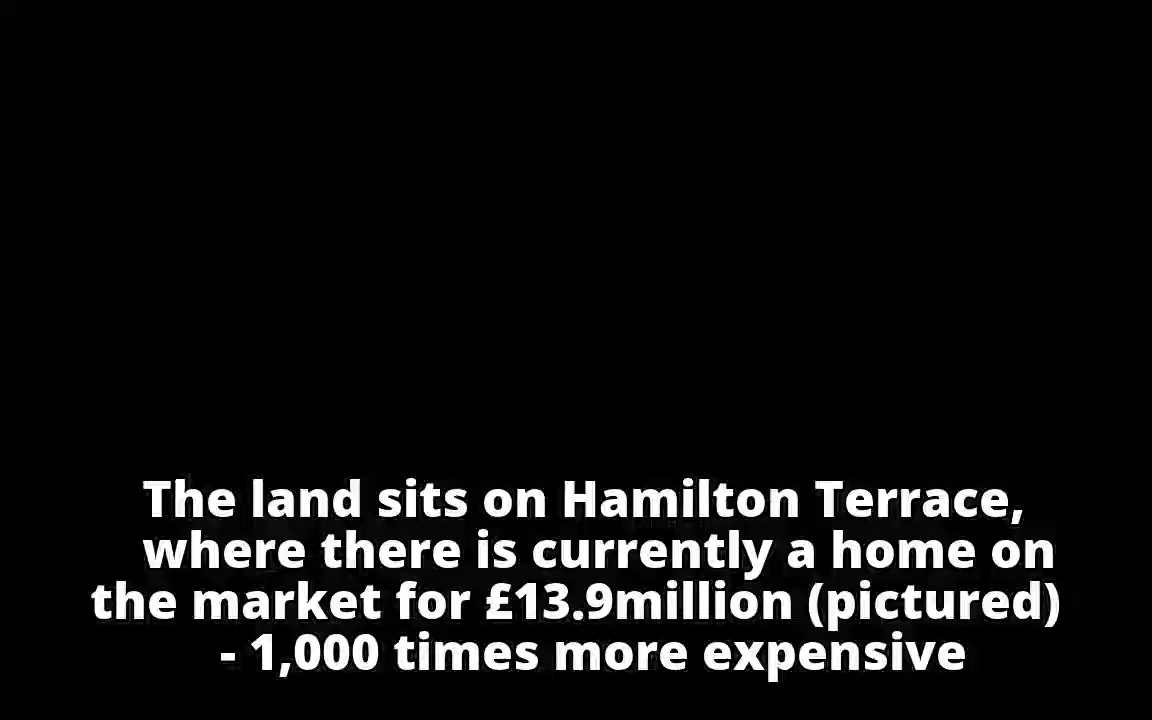 The land sits on Hamilton Terrace,
where there is currently a home on
the market for £13.9million (pictured)
- 1,000 times more expensive